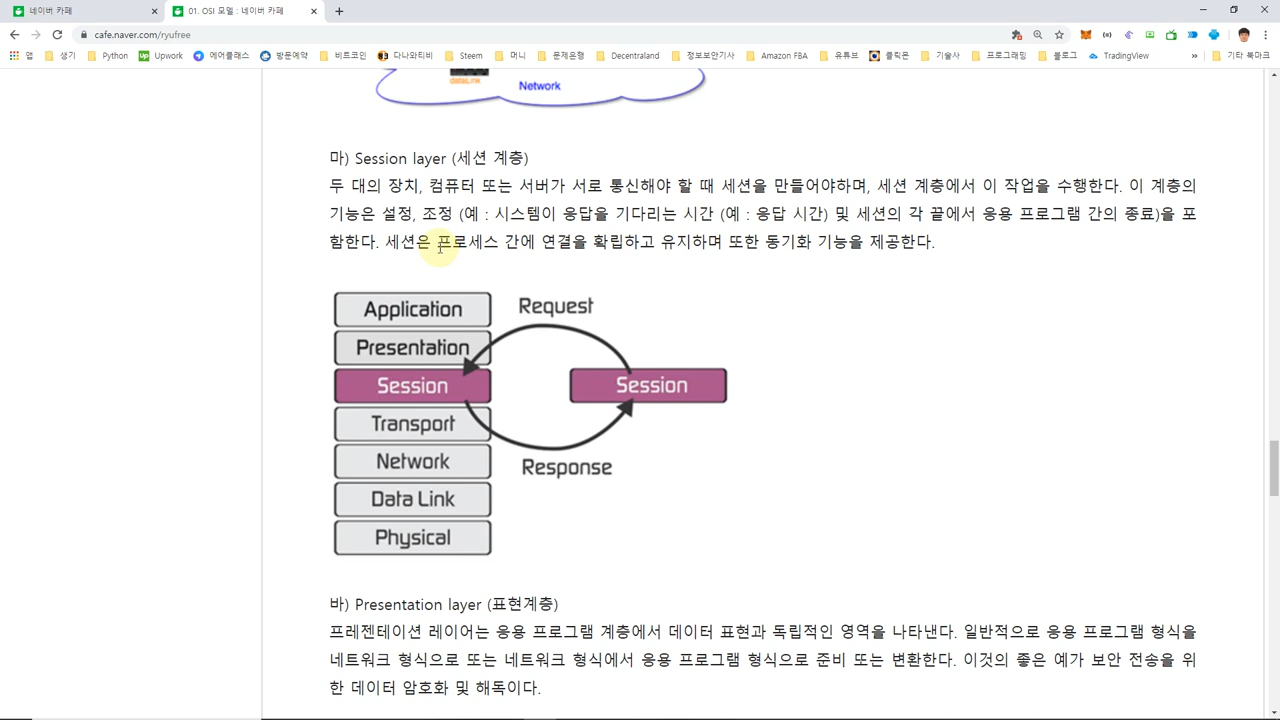 네이버 카페
01. OSI 모델 : 네이버 카페
cafe.naver.com/ryufree
앱 생기 Python Upwork 에어클래스 방문예약 비트코인 다나와티비 Steem 머니 문제은행 Decentraland 정보보안기사 Amazon FBA 유튜브 클릭몬 기술사 프로그래밍 블로그 TradingView » 기타 북마크
dataLink
Network
마) Session layer (세션 계층)
두 대의 장치, 컴퓨터 또는 서버가 서로 통신해야 할 때 세션을 만들어야하며, 세션 계층에서 이 작업을 수행한다. 이 계층의
기능은 설정, 조정 (예 : 시스템이 응답을 기다리는 시간 (예 : 응답 시간) 및 세션의 각 끝에서 응용 프로그램 간의 종료)을 포
함한다. 세션은 프로세스 간에 연결을 확립하고 유지하며 또한 동기화 기능을 제공한다.
Application
Presentation
Session
Transport
Network
Data Link
Physical
Request
Session
Response
바) Presentation layer (표현계층)
프레젠테이션 레이어는 응용 프로그램 계층에서 데이터 표현과 독립적인 영역을 나타낸다. 일반적으로 응용 프로그램 형식을
네트워크 형식으로 또는 네트워크 형식에서 응용 프로그램 형식으로 준비 또는 변환한다. 이것의 좋은 예가 보안 전송을 위
한 데이터 암호화 및 해독이다.